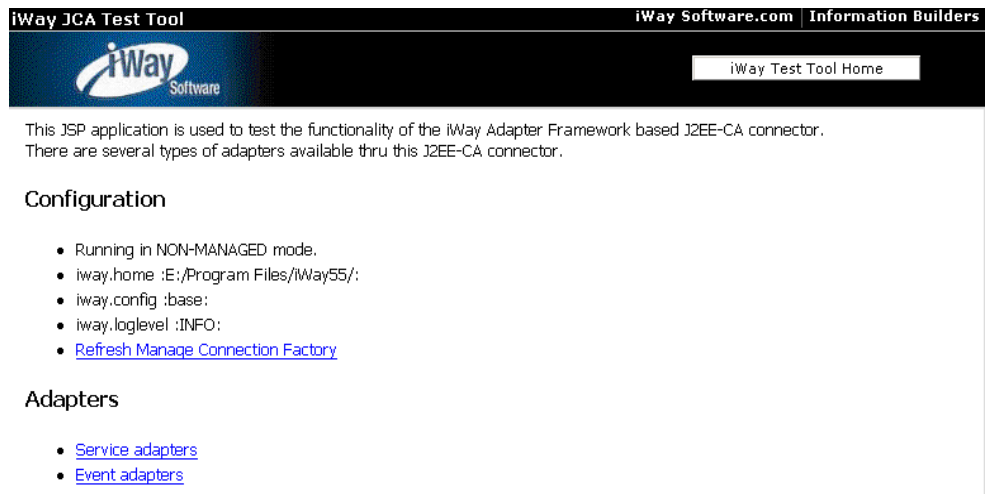 iWay JCA Test Tool
iWay Software.com
Information Builders
iWay
Software
iWay Test Tool Home
This JSP application is used to test the functionality of the iWay Adapter Framework based J2EE-CA connector.
There are several types of adapters available thru this J2EE-CA connector.
Configuration
Running in NON-MANAGED mode.
iway.home :E:/Program Files/iWay55/:
iway.config :base:
iway.loglevel :INFO:
Refresh Manage Connection Factory
Adapters
Service adapters
Event adapters